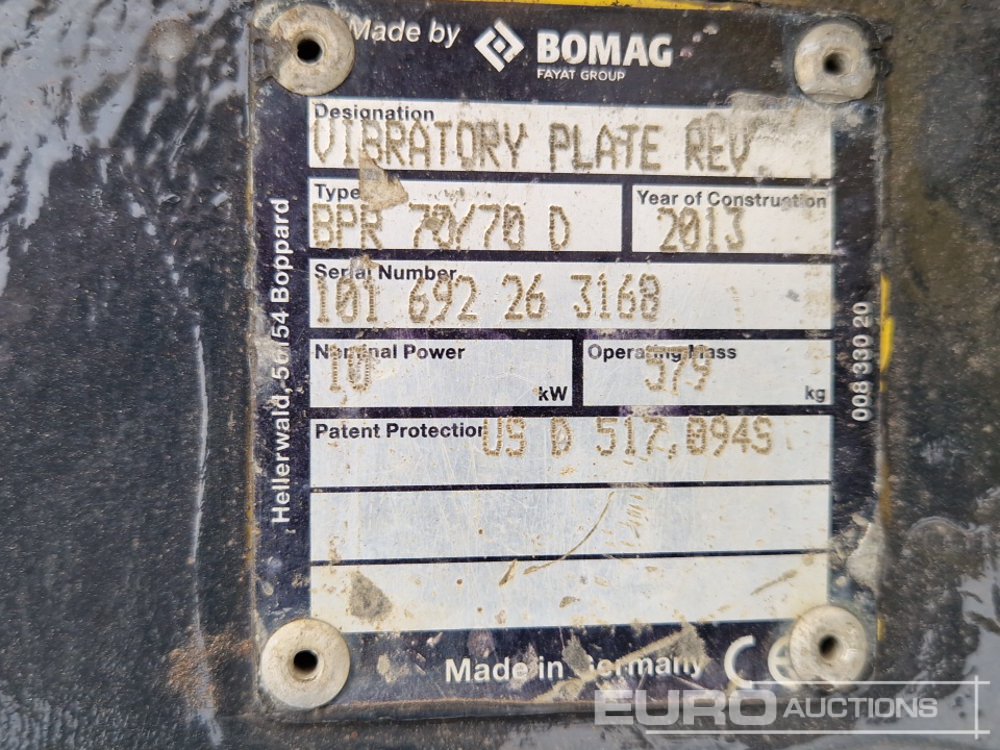 Made by BOMAG
FAYAT GROUP
Designation
VIBRATORY PLATE REV.
Type
BPR 70/70 D
Year of Construction
2013
Serial Number
101 692 26 3168
Nominal Power
10
kW
Operating Mass
579
kg
Patent Protection
US D 517,094S
Hellerwald, 56154 Boppard
008 330 20
Made in Germany
CE
EURO AUCTIONS